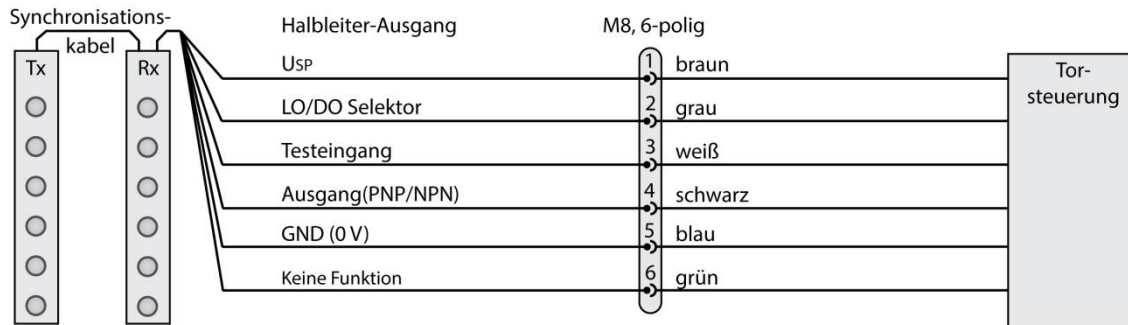 Synchronisations-
kabel
Tx
Rx
Halbleiter-Ausgang
M8, 6-polig
USP
1
braun
LO/DO Selektor
2
grau
Testeingang
3
weiß
Ausgang(PNP/NPN)
4
schwarz
GND (0 V)
5
blau
Keine Funktion
6
grün
Tor-
steuerung